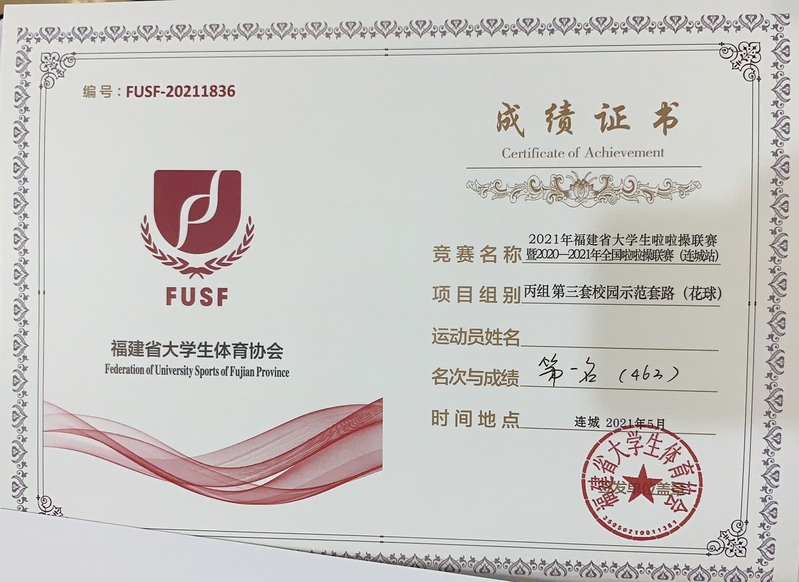 编号：FUSF-20211836
FUSF
福建省大学生体育协会
Federation of University Sports of Fujian Province
成绩证书
Certificate of Achievement
竞赛名称 2021年福建省大学生啦啦操联赛
暨2020—2021年全国啦啦操联赛（连城站）
项目组别 丙组 第三套校园示范套路（花球）
运动员姓名
名次与成绩 第一名（463）
时间地点 连城 2021年5月
福建省大学生体育协会
发单位盖章